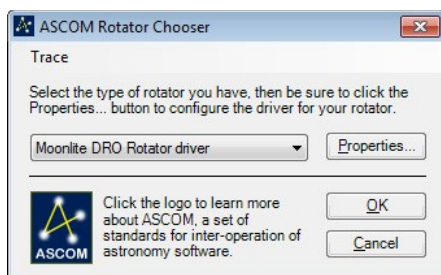 ASCOM Rotator Chooser
Trace
Select the type of rotator you have, then be sure to click the
Properties... button to configure the driver for your rotator.
Moonlite DRO Rotator driver
Properties...
Click the logo to learn more
about ASCOM, a set of
standards for inter-operation of
astronomy software.
ASCOM
OK
Cancel